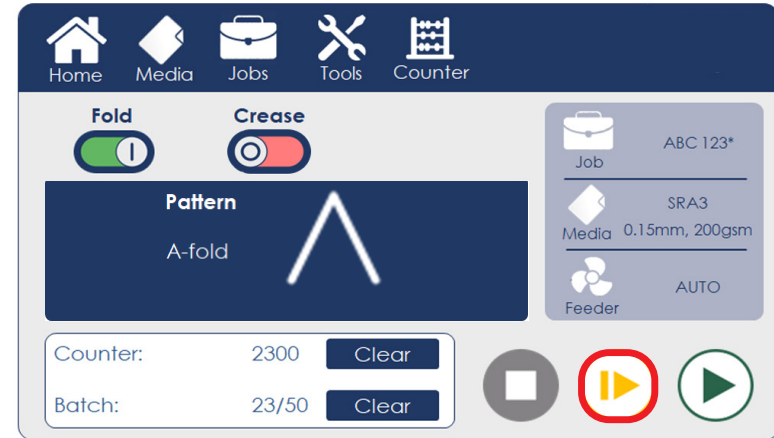 Home Media Jobs Tools Counter
Fold Crease
Pattern
A-fold
Job ABC 123*
Media SRA3
0.15mm, 200gsm
Feeder AUTO
Counter: 2300 Clear
Batch: 23/50 Clear